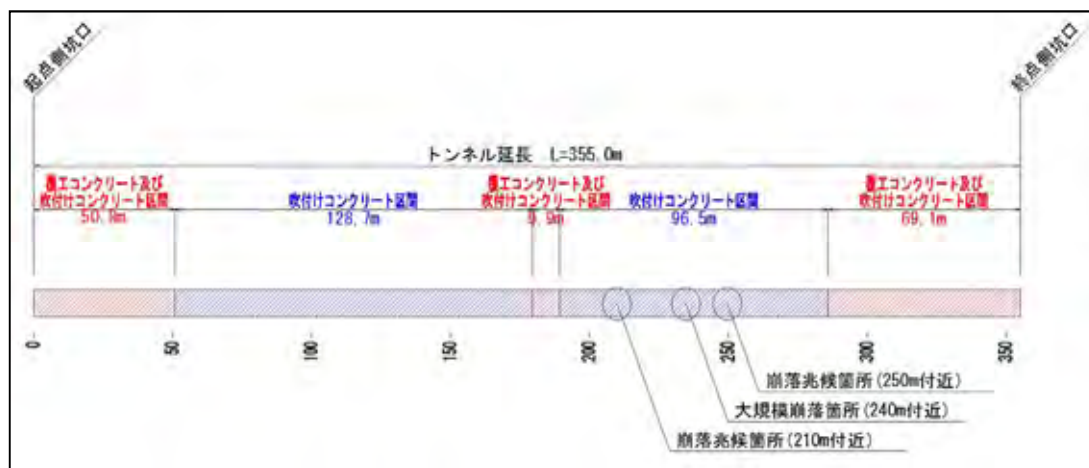 起点側坑口
終点側坑口
トンネル延長 L=355.0m
覆工コンクリート及び
吹付けコンクリート区間
50.8m
吹付けコンクリート区間
128.7m
覆工コンクリート及び
吹付けコンクリート区間
9.9m
吹付けコンクリート区間
96.5m
覆工コンクリート及び
吹付けコンクリート区間
69.1m
0
50
100
150
200
250
300
350
崩落兆候箇所(250m付近)
大規模崩落箇所(240m付近)
崩落兆候箇所(210m付近)